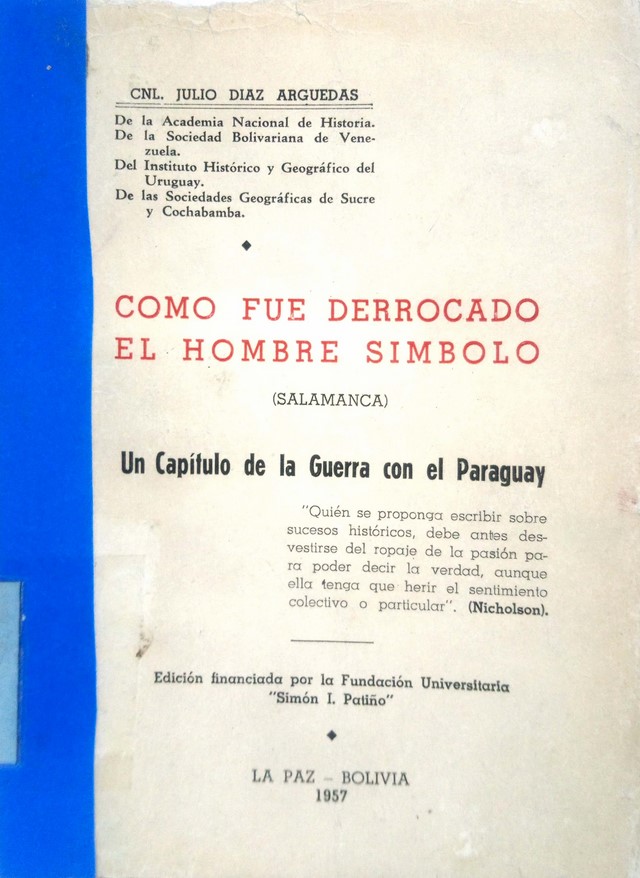 CNL. JULIO DIAZ ARGUEDAS
De la Academia Nacional de Historia.
De la Sociedad Bolivariana de Vene-
zuela.
Del Instituto Histórico y Geográfico del
Uruguay.
De las Sociedades Geográficas de Sucre
y Cochabamba.
COMO FUE DERROCADO
EL HOMBRE SIMBOLO
(SALAMANCA)
Un Capítulo de la Guerra con el Paraguay
"Quién se proponga escribir sobre
sucesos históricos, debe antes des-
vestirse del ropaje de la pasión pa-
ra poder decir la verdad, aunque
ella tenga que herir el sentimiento
colectivo o particular". (Nicholson).
Edición financiada por la Fundación Universitaria
"Simón I. Patiño"
LA PAZ - BOLIVIA
1957